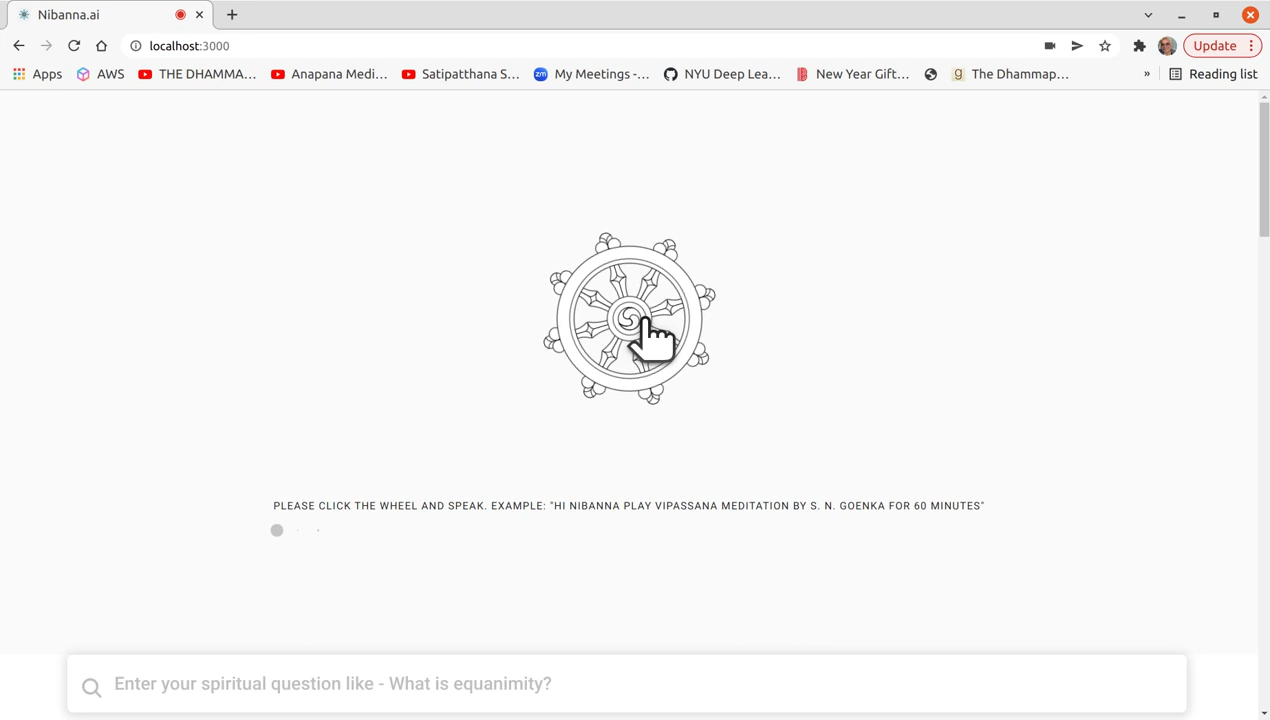 Nibanna.ai
localhost:3000
Update
Apps
AWS
THE DHAMMA...
Anapana Medi...
Satipatthana S...
zm
My Meetings -...
NYU Deep Lea...
New Year Gift...
g
The Dhammap...
»
Reading list
PLEASE CLICK THE WHEEL AND SPEAK. EXAMPLE: "HI NIBANNA PLAY VIPASSANA MEDITATION BY S. N. GOENKA FOR 60 MINUTES"
Enter your spiritual question like - What is equanimity?